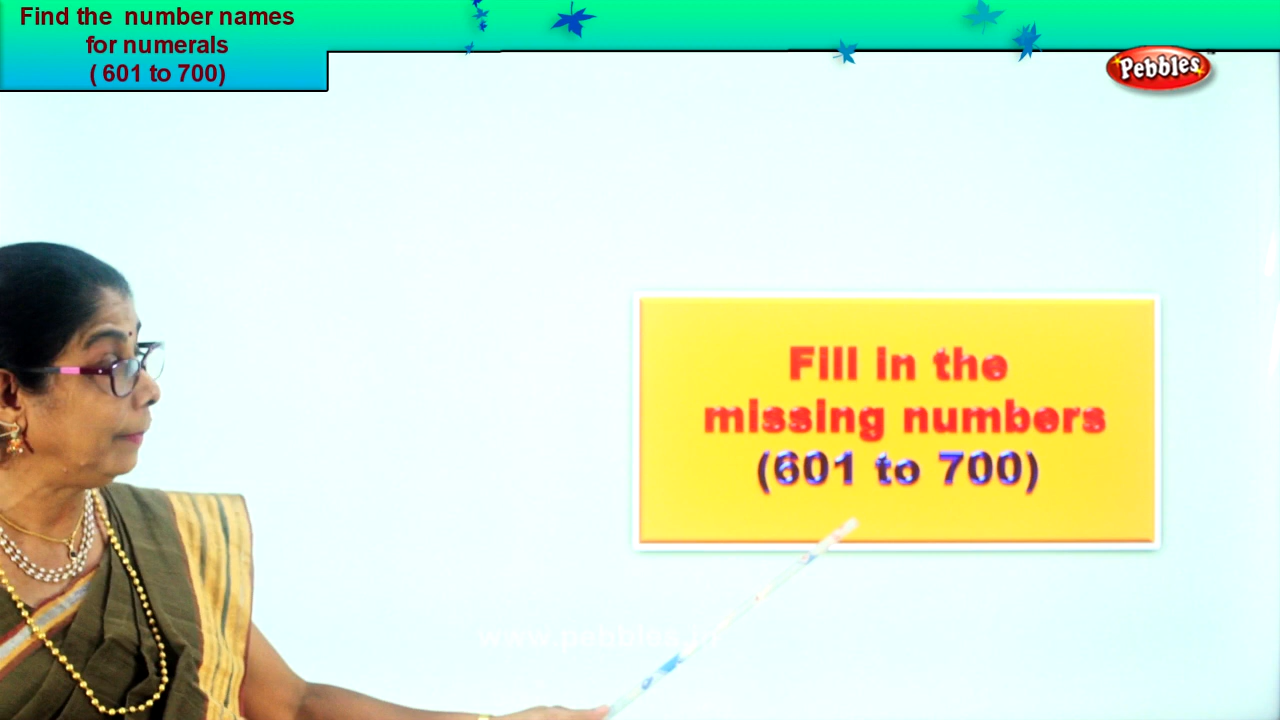 Find the number names
for numerals
( 601 to 700)
Pebbles
Fill in the
missing numbers
(601 to 700)